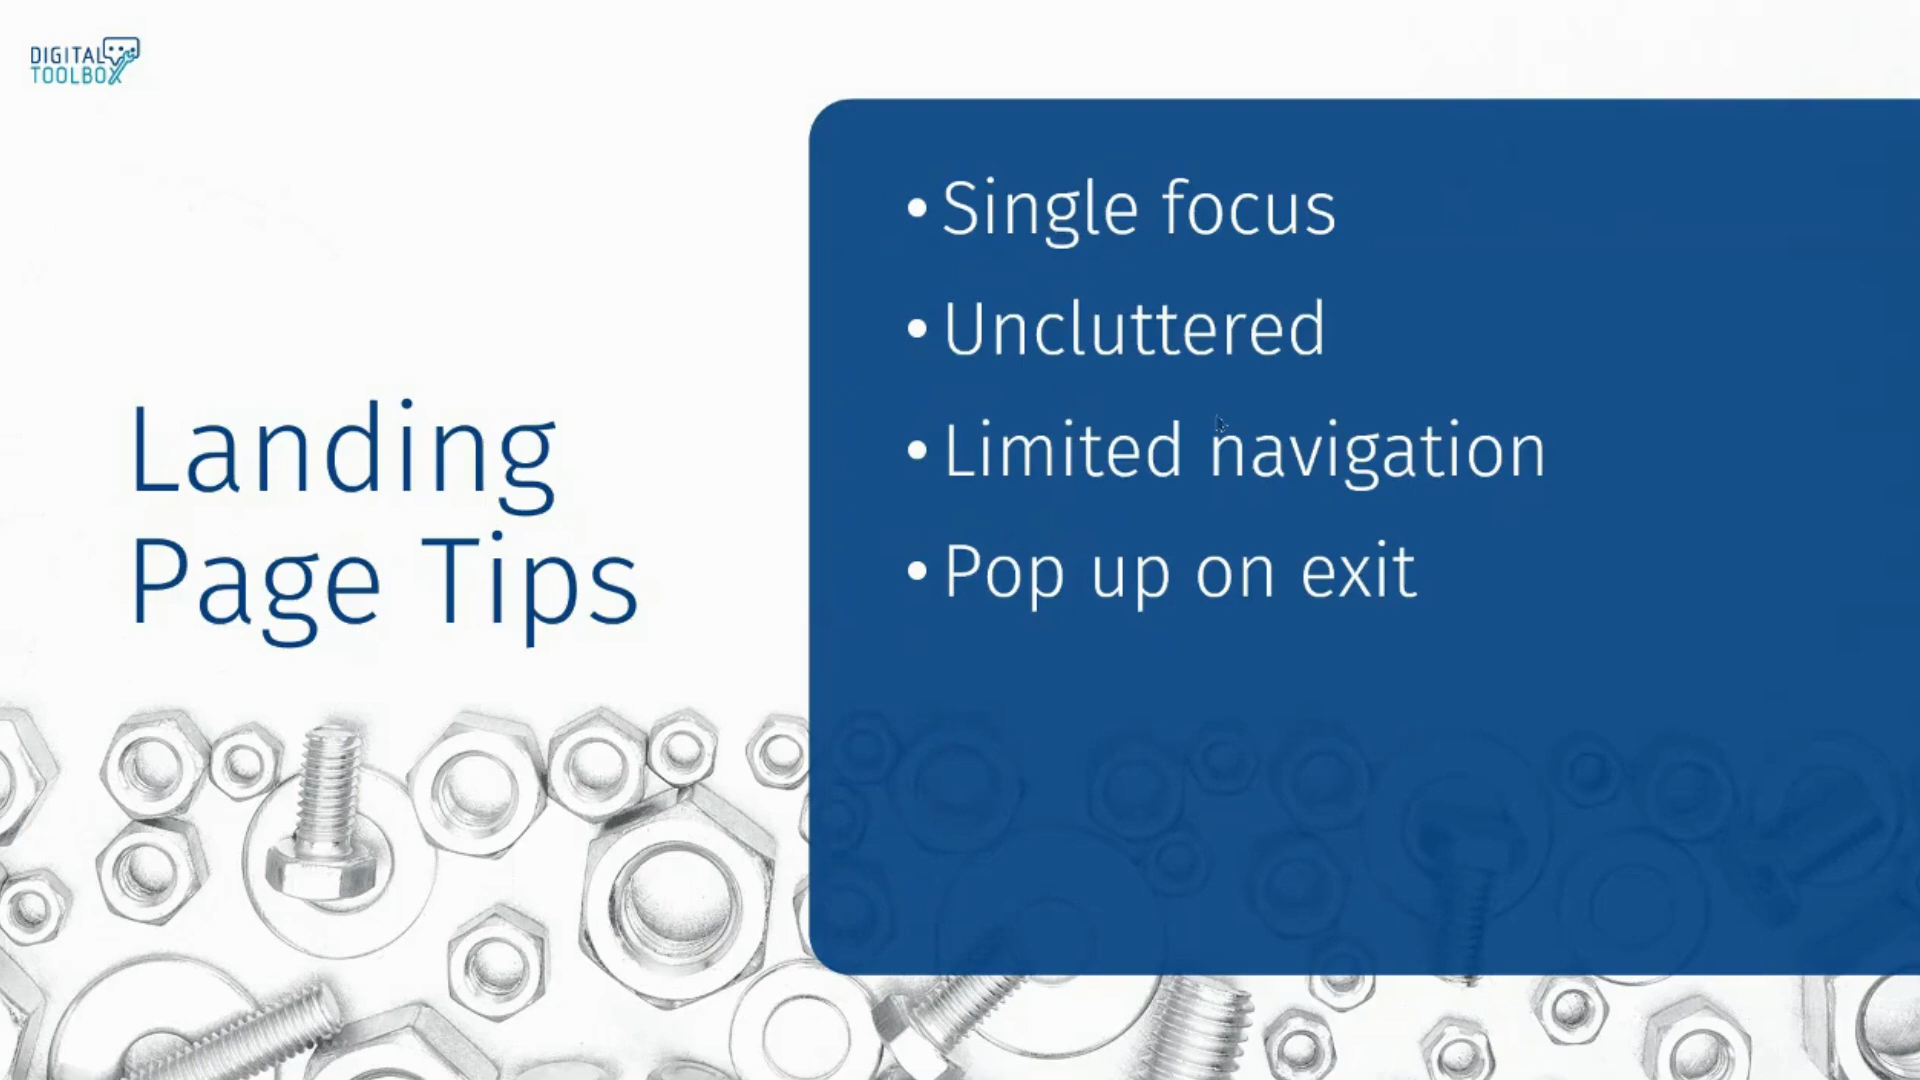 DIGITAL
TOOLBOX
Landing
Page Tips
• Single focus
• Uncluttered
• Limited navigation
• Pop up on exit